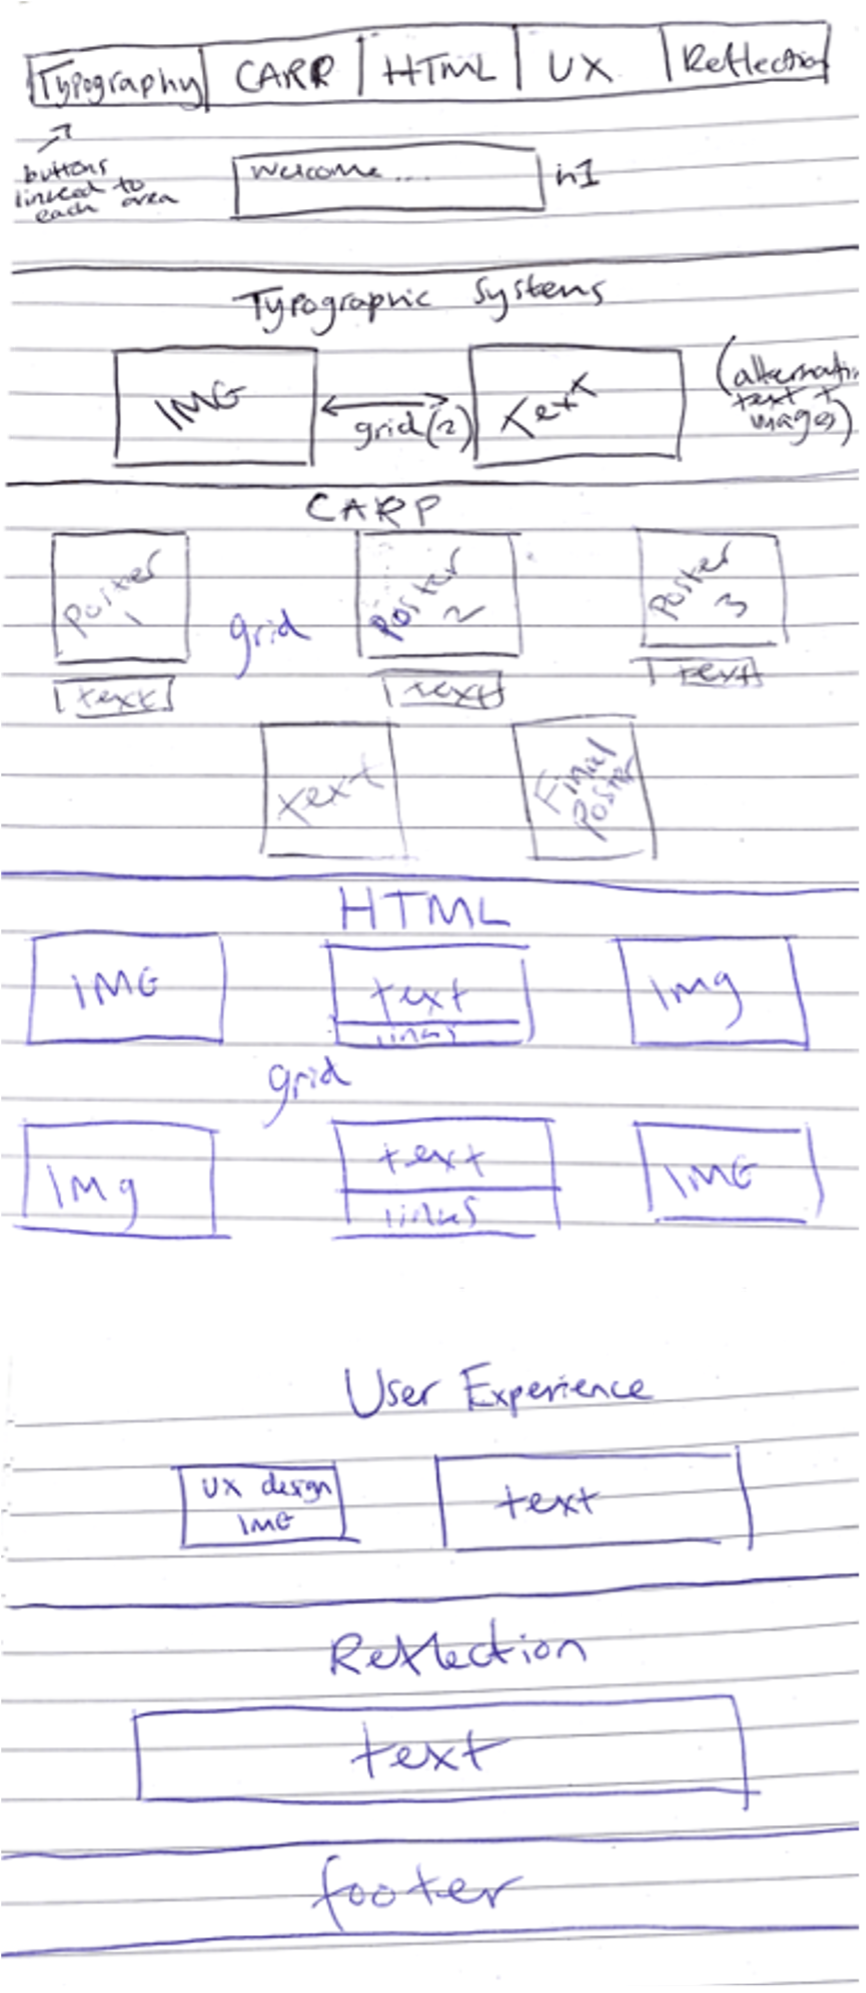 Typography CARP HTML UX Reflection
buttons
linked to
each area
Welcome... h1
Typographic Systems
IMG
grid(2)
text
(alternati
text +
images)
CARP
Poster
1
grid
Poster
2
Poster
3
text text text
text
Final
Poster
HTML
IMG text Img
links
grid
Img text IMG
links
User Experience
UX design
IMG
text
Reflection
text
footer